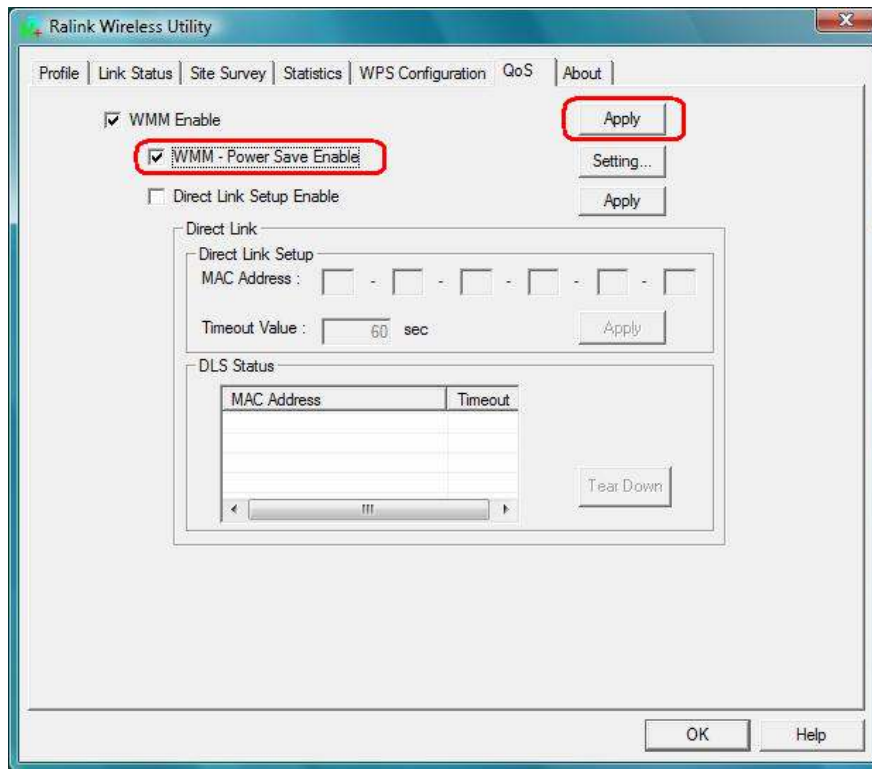 Ralink Wireless Utility
Profile Link Status Site Survey Statistics WPS Configuration QoS About
WMM Enable Apply
WMM - Power Save Enable Setting...
Direct Link Setup Enable Apply
Direct Link
Direct Link Setup
MAC Address : - - - - -
Timeout Value : 60 sec Apply
DLS Status
MAC Address Timeout
Tear Down
OK Help